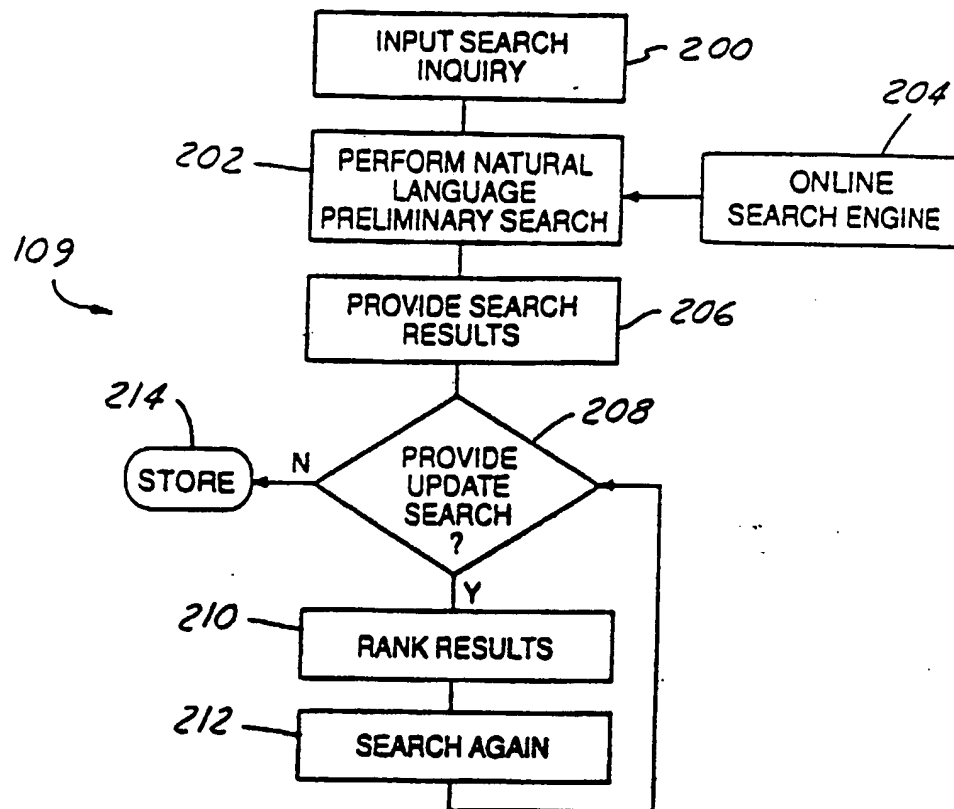 INPUT SEARCH
INQUIRY
200
204
202
PERFORM NATURAL
LANGUAGE
PRELIMINARY SEARCH
ONLINE
SEARCH ENGINE
109
PROVIDE SEARCH
RESULTS
206
214
208
STORE
N
PROVIDE
UPDATE
SEARCH
?
Y
210
RANK RESULTS
212
SEARCH AGAIN